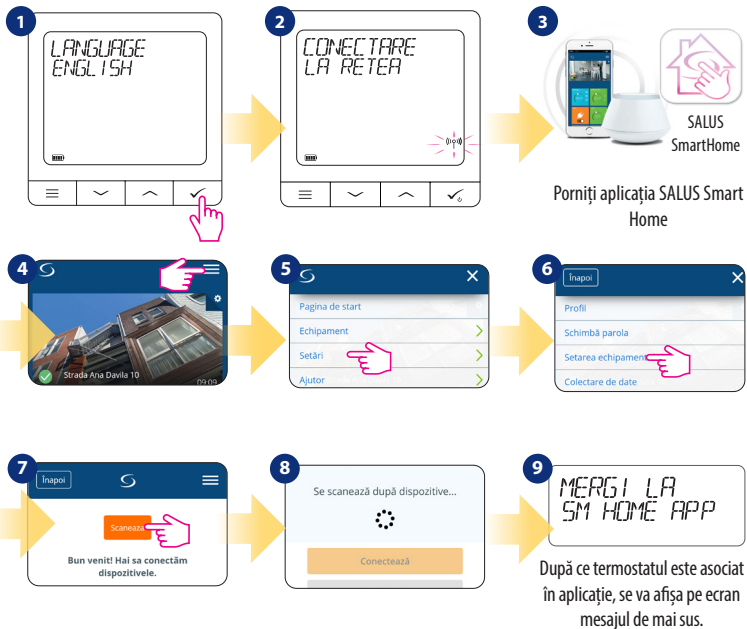 1
LANGUAGE
ENGLISH
2
CONECTARE
LA RETEA
3
SALUS
SmartHome
Porniți aplicația SALUS Smart
Home
4
Strada Ana Davila 10
09:09
5
Pagina de start
Echipament
Setări
Ajutor
6
Înapoi
Profil
Schimbă parola
Setarea echipament
Colectare de date
7
Înapoi
Scanează
Bun venit! Hai sa conectăm
dispozitivele.
8
Se scanează după dispozitive...
Conectează
9
MERGI LA
SM HOME APP
După ce termostatul este asociat
în aplicație, se va afișa pe ecran
mesajul de mai sus.